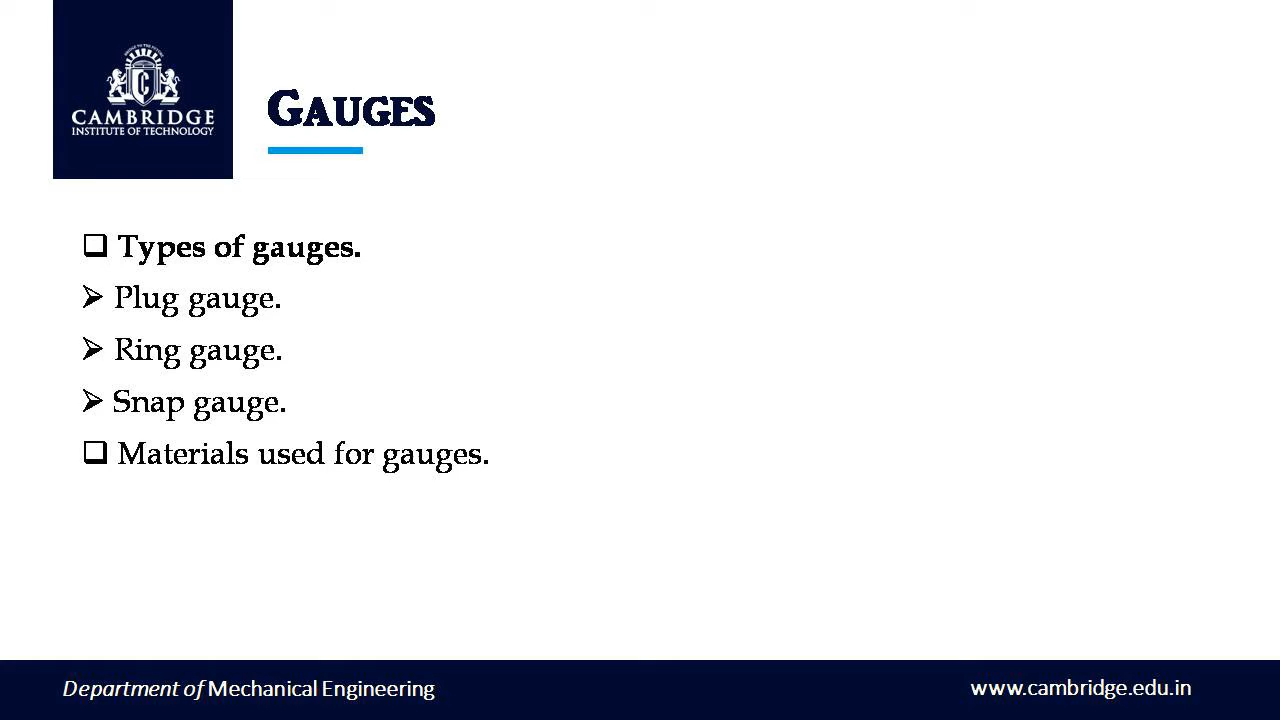 CAMBRIDGE
INSTITUTE OF TECHNOLOGY
GAUGES
❑ Types of gauges.
➤ Plug gauge.
➤ Ring gauge.
➤ Snap gauge.
❑ Materials used for gauges.
Department of Mechanical Engineering
www.cambridge.edu.in